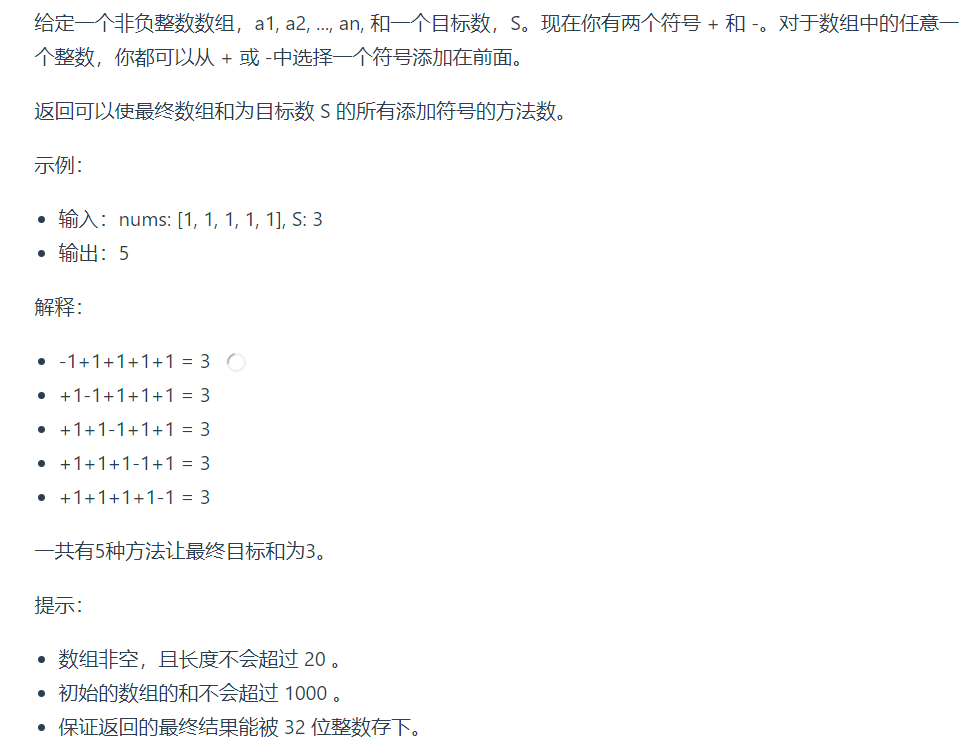 给定一个非负整数数组，a1, a2, ..., an, 和一个目标数，S。现在你有两个符号 + 和 -。对于数组中的任意一
个整数，你都可以从 + 或 -中选择一个符号添加在前面。
返回可以使最终数组和为目标数 S 的所有添加符号的方法数。
示例：
• 输入：nums: [1, 1, 1, 1, 1], S: 3
• 输出：5
解释：
• -1+1+1+1+1 = 3
• +1-1+1+1+1 = 3
• +1+1-1+1+1 = 3
• +1+1+1-1+1 = 3
• +1+1+1+1-1 = 3
一共有5种方法让最终目标和为3。
提示：
• 数组非空，且长度不会超过 20 。
• 初始的数组的和不会超过 1000 。
• 保证返回的最终结果能被 32 位整数存下。